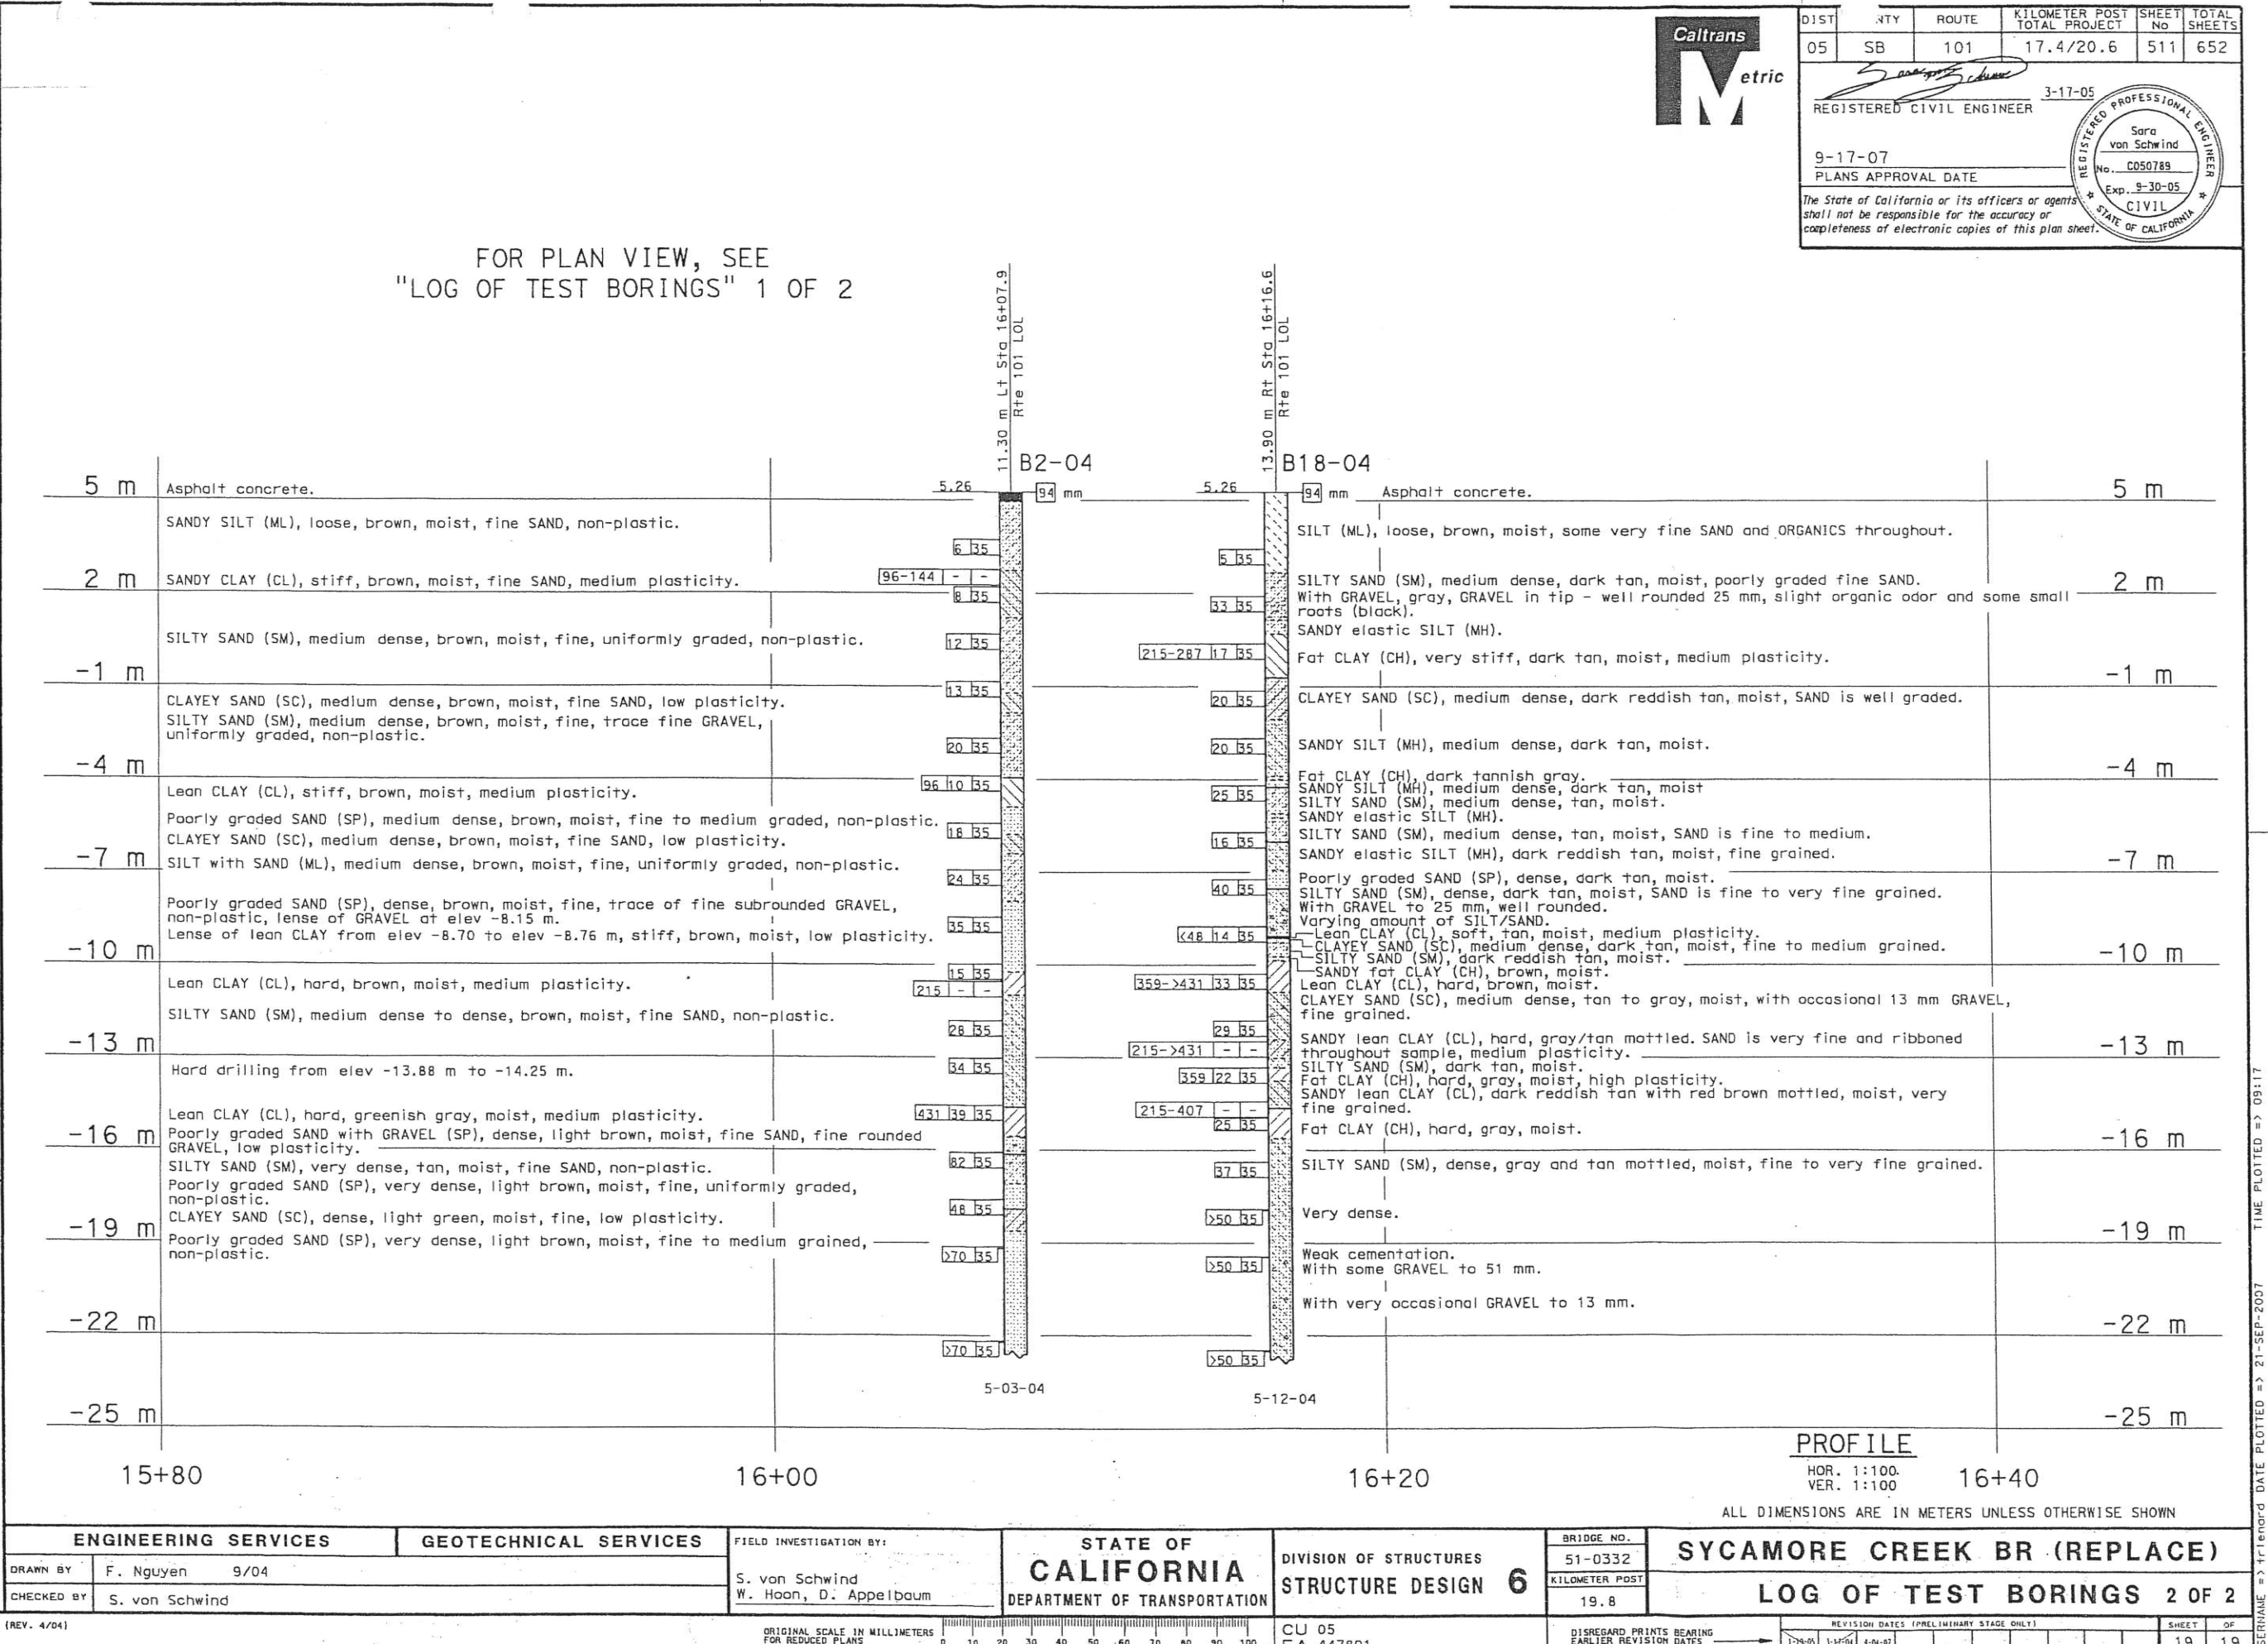 Caltrans
Metric
DIST NTY ROUTE KILOMETER POST TOTAL PROJECT SHEET No TOTAL SHEETS
05 SB 101 17.4/20.6 511 652
3-17-05
REGISTERED CIVIL ENGINEER
9-17-07
PLANS APPROVAL DATE
The State of California or its officers or agents
shall not be responsible for the accuracy or
completeness of electronic copies of this plan sheet.
REGISTERED PROFESSIONAL ENGINEER
Sara
von Schwind
No. C050789
Exp. 9-30-05
CIVIL
STATE OF CALIFORNIA
FOR PLAN VIEW, SEE
"LOG OF TEST BORINGS" 1 OF 2
11.30 m Lt Sta 16+07.9
Rte 101 LOL
13.90 m Rt Sta 16+16.6
Rte 101 LOL
B2-04
B18-04
5 m
2 m
-1 m
-4 m
-7 m
-10 m
-13 m
-16 m
-19 m
-22 m
-25 m
Asphalt concrete.
SANDY SILT (ML), loose, brown, moist, fine SAND, non-plastic.
SANDY CLAY (CL), stiff, brown, moist, fine SAND, medium plasticity.
SILTY SAND (SM), medium dense, brown, moist, fine, uniformly graded, non-plastic.
CLAYEY SAND (SC), medium dense, brown, moist, fine SAND, low plasticity.
SILTY SAND (SM), medium dense, brown, moist, fine, trace fine GRAVEL,
uniformly graded, non-plastic.
Lean CLAY (CL), stiff, brown, moist, medium plasticity.
Poorly graded SAND (SP), medium dense, brown, moist, fine to medium graded, non-plastic.
CLAYEY SAND (SC), medium dense, brown, moist, fine SAND, low plasticity.
SILT with SAND (ML), medium dense, brown, moist, fine, uniformly graded, non-plastic.
Poorly graded SAND (SP), dense, brown, moist, fine, trace of fine subrounded GRAVEL,
non-plastic, lense of GRAVEL at elev -8.15 m.
Lense of lean CLAY from elev -8.70 to elev -8.76 m, stiff, brown, moist, low plasticity.
Lean CLAY (CL), hard, brown, moist, medium plasticity.
SILTY SAND (SM), medium dense to dense, brown, moist, fine SAND, non-plastic.
Hard drilling from elev -13.88 m to -14.25 m.
Lean CLAY (CL), hard, greenish gray, moist, medium plasticity.
Poorly graded SAND with GRAVEL (SP), dense, light brown, moist, fine SAND, fine rounded
GRAVEL, low plasticity.
SILTY SAND (SM), very dense, tan, moist, fine SAND, non-plastic.
Poorly graded SAND (SP), very dense, light brown, moist, fine, uniformly graded,
non-plastic.
CLAYEY SAND (SC), dense, light green, moist, fine, low plasticity.
Poorly graded SAND (SP), very dense, light brown, moist, fine to medium grained,
non-plastic.
5.26
94 mm
6 35
96-144 - -
8 35
12 35
13 35
20 35
96 10 35
18 35
24 35
35 35
15 35
215 - -
28 35
34 35
431 39 35
82 35
48 35
>70 35
>70 35
5-03-04
5.26
94 mm
5 35
33 35
215-287 17 35
20 35
20 35
25 35
16 35
40 35
<48 14 35
359->431 33 35
29 35
215->431 - -
359 22 35
215-407 - -
25 35
37 35
>50 35
>50 35
>50 35
5-12-04
Asphalt concrete.
SILT (ML), loose, brown, moist, some very fine SAND and ORGANICS throughout.
SILTY SAND (SM), medium dense, dark tan, moist, poorly graded fine SAND.
With GRAVEL, gray, GRAVEL in tip - well rounded 25 mm, slight organic odor and some small
roots (black).
SANDY elastic SILT (MH).
Fat CLAY (CH), very stiff, dark tan, moist, medium plasticity.
CLAYEY SAND (SC), medium dense, dark reddish tan, moist, SAND is well graded.
SANDY SILT (MH), medium dense, dark tan, moist.
Fat CLAY (CH), dark tannish gray.
SANDY SILT (MH), medium dense, dark tan, moist
SILTY SAND (SM), medium dense, tan, moist.
SANDY elastic SILT (MH).
SILTY SAND (SM), medium dense, tan, moist, SAND is fine to medium.
SANDY elastic SILT (MH), dark reddish tan, moist, fine grained.
Poorly graded SAND (SP), dense, dark tan, moist.
SILTY SAND (SM), dense, dark tan, moist, SAND is fine to very fine grained.
With GRAVEL to 25 mm, well rounded.
Varying amount of SILT/SAND.
Lean CLAY (CL), soft, tan, moist, medium plasticity.
CLAYEY SAND (SC), medium dense, dark tan, moist, fine to medium grained.
SILTY SAND (SM), dark reddish tan, moist.
SANDY fat CLAY (CH), brown, moist.
Lean CLAY (CL), hard, brown, moist.
CLAYEY SAND (SC), medium dense, tan to gray, moist, with occasional 13 mm GRAVEL,
fine grained.
SANDY lean CLAY (CL), hard, gray/tan mottled. SAND is very fine and ribboned
throughout sample, medium plasticity.
SILTY SAND (SM), dark tan, moist.
Fat CLAY (CH), hard, gray, moist, high plasticity.
SANDY lean CLAY (CL), dark reddish tan with red brown mottled, moist, very
fine grained.
Fat CLAY (CH), hard, gray, moist.
SILTY SAND (SM), dense, gray and tan mottled, moist, fine to very fine grained.
Very dense.
Weak cementation.
With some GRAVEL to 51 mm.
With very occasional GRAVEL to 13 mm.
5 m
2 m
-1 m
-4 m
-7 m
-10 m
-13 m
-16 m
-19 m
-22 m
-25 m
15+80 16+00 16+20 16+40
PROFILE
HOR. 1:100.
VER. 1:100
ALL DIMENSIONS ARE IN METERS UNLESS OTHERWISE SHOWN
ENGINEERING SERVICES
GEOTECHNICAL SERVICES
DRAWN BY F. Nguyen 9/04
CHECKED BY S. von Schwind
FIELD INVESTIGATION BY:
S. von Schwind
W. Hoon, D. Appelbaum
STATE OF
CALIFORNIA
DEPARTMENT OF TRANSPORTATION
DIVISION OF STRUCTURES
STRUCTURE DESIGN 6
BRIDGE NO.
51-0332
KILOMETER POST
19.8
SYCAMORE CREEK BR (REPLACE)
LOG OF TEST BORINGS 2 OF 2
(REV. 4/04)
ORIGINAL SCALE IN MILLIMETERS
FOR REDUCED PLANS
0 10 20 30 40 50 60 70 80 90 100
CU 05
DISREGARD PRINTS BEARING
EARLIER REVISION DATES
REVISION DATES (PRELIMINARY STAGE ONLY)
SHEET OF
19 19
DATE PLOTTED => 21-SEP-2007 TIME PLOTTED => 09:17